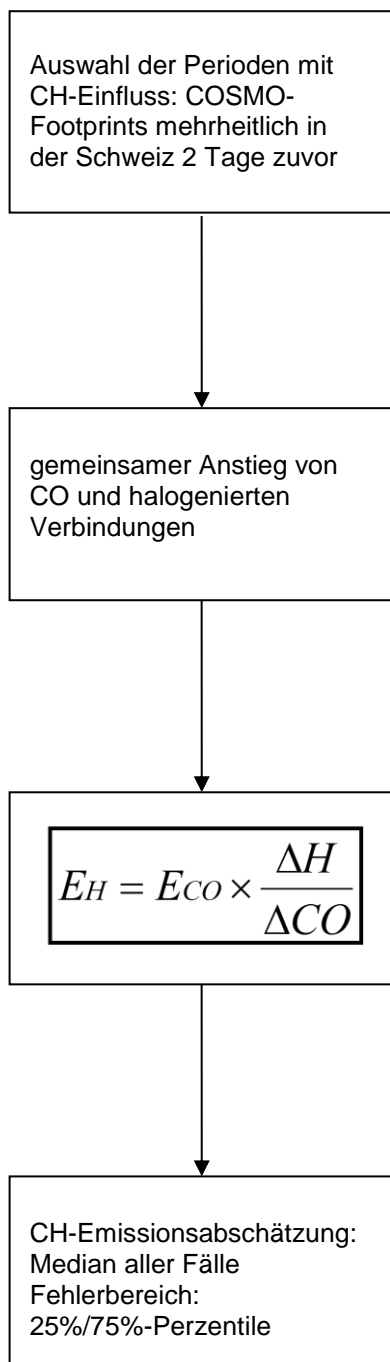 Auswahl der Perioden mit
CH-Einfluss: COSMO-
Footprints mehrheitlich in
der Schweiz 2 Tage zuvor
gemeinsamer Anstieg von
CO und halogenierten
Verbindungen
EH = ECO × ΔH/ΔCO
CH-Emissionsabschätzung:
Median aller Fälle
Fehlerbereich:
25%/75%-Perzentile